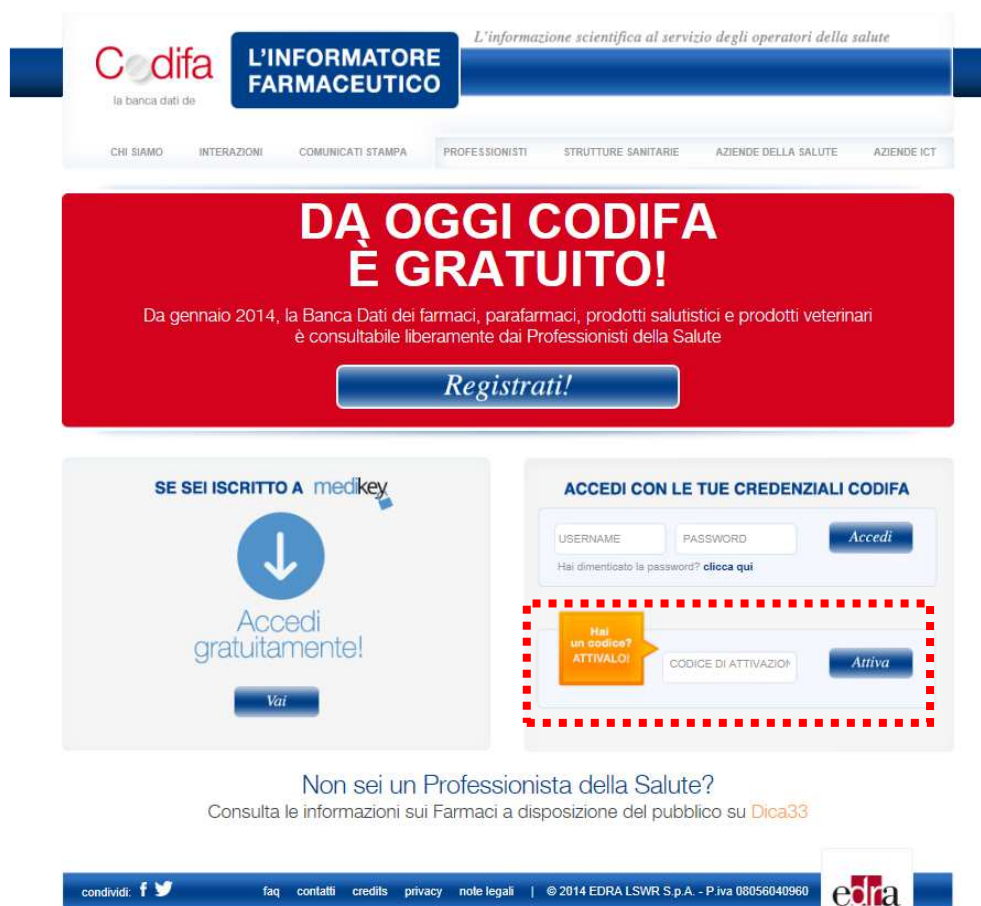 L'informazione scientifica al servizio degli operatori della salute
Codifa
la banca dati de
L'INFORMATORE
FARMACEUTICO
CHI SIAMO INTERAZIONI COMUNICATI STAMPA PROFESSIONISTI STRUTTURE SANITARIE AZIENDE DELLA SALUTE AZIENDE ICT
DA OGGI CODIFA
È GRATUITO!
Da gennaio 2014, la Banca Dati dei farmaci, parafarmaci, prodotti salutistici e prodotti veterinari
è consultabile liberamente dai Professionisti della Salute
Registrati!
SE SEI ISCRITTO A medikey
Accedi
gratuitamente!
Vai
ACCEDI CON LE TUE CREDENZIALI CODIFA
USERNAME PASSWORD Accedi
Hai dimenticato la password? clicca qui
Hai
un codice?
ATTIVALO!
CODICE DI ATTIVAZION Attiva
Non sei un Professionista della Salute?
Consulta le informazioni sui Farmaci a disposizione del pubblico su Dica33
condividi: f faq contatti credits privacy note legali | © 2014 EDRA LSWR S.p.A. - P.iva 08056040960
edra